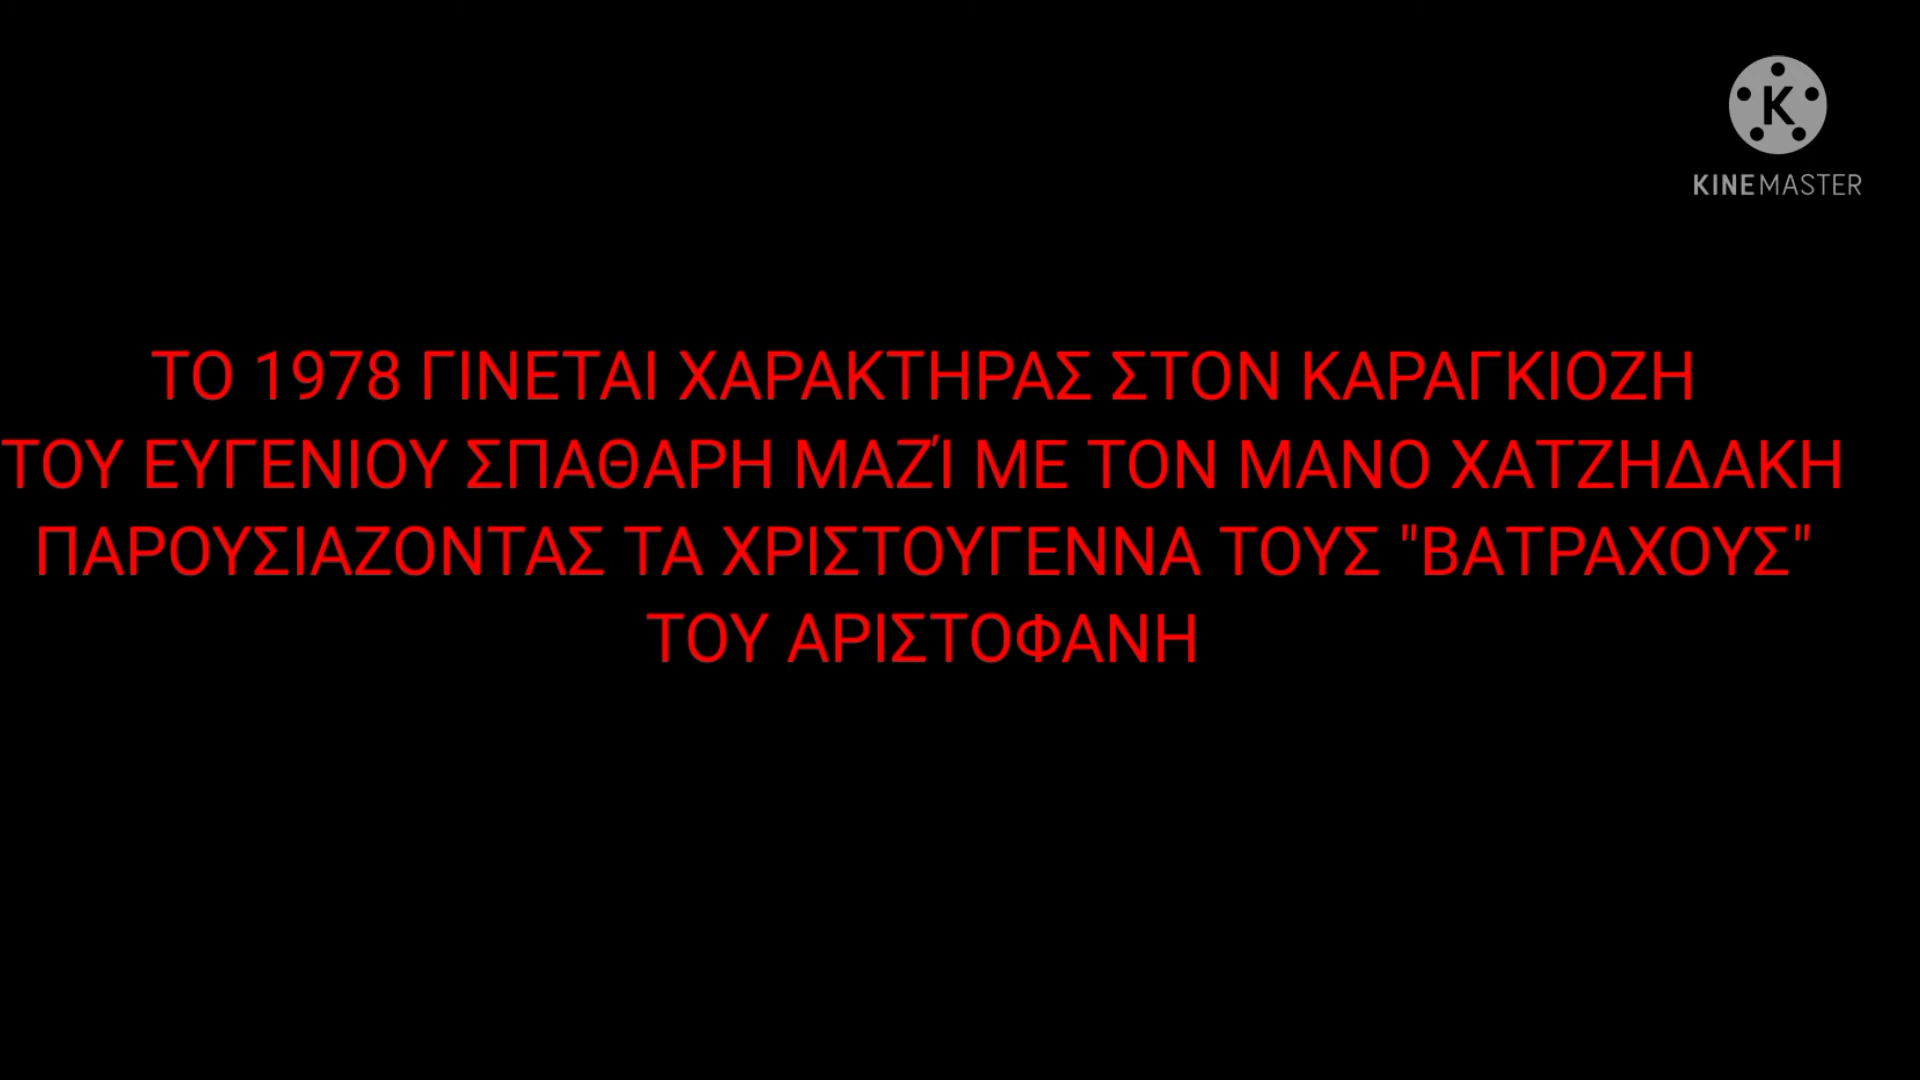 K
KINEMASTER
ΤΟ 1978 ΓΙΝΕΤΑΙ ΧΑΡΑΚΤΗΡΑΣ ΣΤΟΝ ΚΑΡΑΓΚΙΟΖΗ
ΤΟΥ ΕΥΓΕΝΙΟΥ ΣΠΑΘΑΡΗ ΜΑΖΊ ΜΕ ΤΟΝ ΜΑΝΟ ΧΑΤΖΗΔΑΚΗ
ΠΑΡΟΥΣΙΑΖΟΝΤΑΣ ΤΑ ΧΡΙΣΤΟΥΓΕΝΝΑ ΤΟΥΣ "ΒΑΤΡΑΧΟΥΣ"
ΤΟΥ ΑΡΙΣΤΟΦΑΝΗ